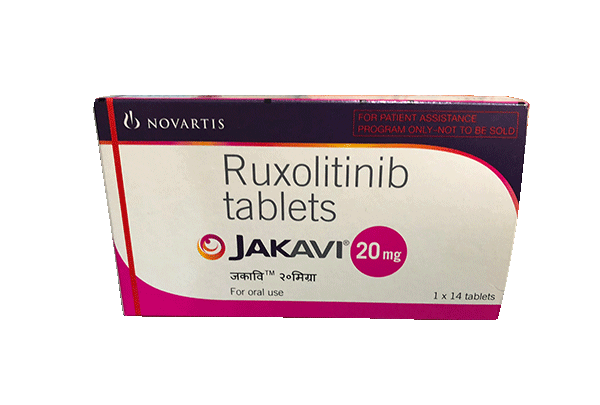 NOVARTIS
FOR PATIENT ASSISTANCE
PROGRAM ONLY-NOT TO BE SOLD
Ruxolitinib
tablets
JAKAVI® 20 mg
जकावि™ २०मिग्रा
For oral use
1 x 14 tablets